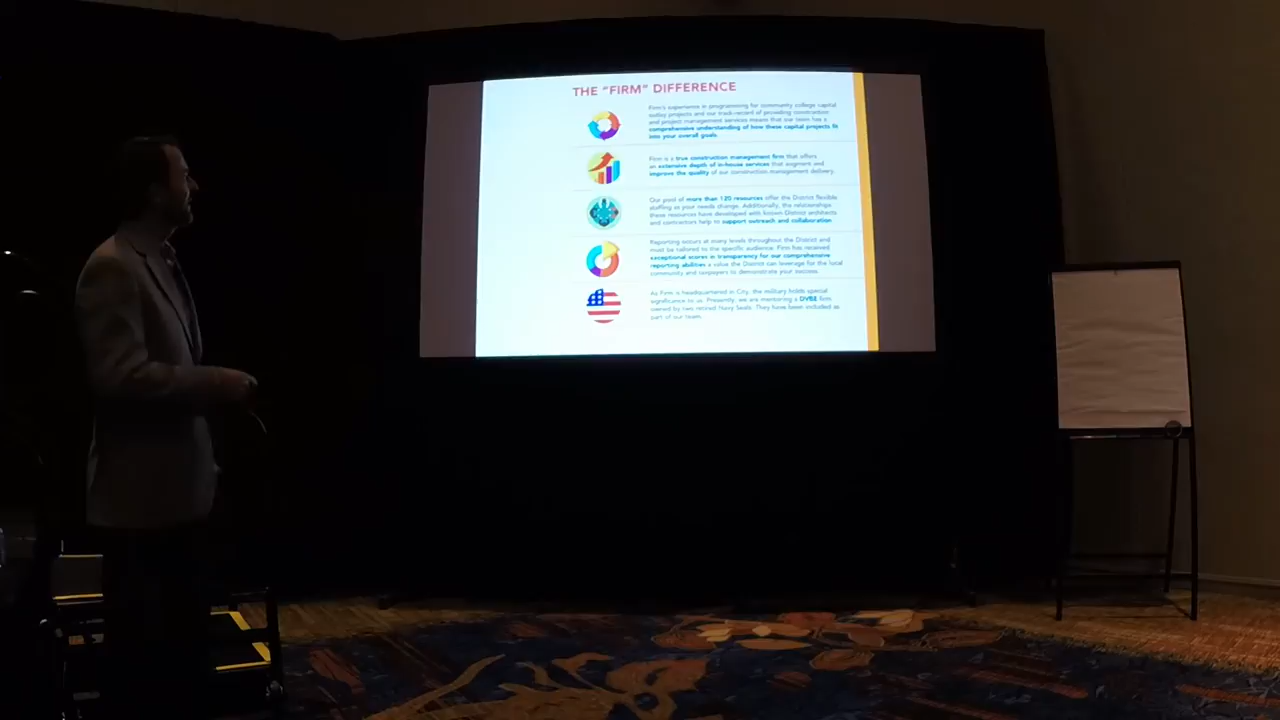 THE "FIRM" DIFFERENCE
Firm's experience in programming for community college capital
outlay projects and our track-record of providing construction
and project management services means that our team has a
comprehensive understanding of how these capital projects fit
into your overall goals.
Firm is a true construction management firm that offers
an extensive depth of in-house services that augment and
improve the quality of our construction management delivery.
Our pool of more than 120 resources offer the District flexible
staffing as your needs change. Additionally, the relationships
these resources have developed with known District architects
and contractors help to support outreach and collaboration
Reporting occurs at many levels throughout the District and
must be tailored to the specific audience. Firm has received
exceptional scores in transparency for our comprehensive
reporting abilities a value the District can leverage for the local
community and taxpayers to demonstrate your success.
As Firm is headquartered in City, the military holds special
significance to us. Presently, we are mentoring a DVBE firm
owned by two retired Navy Seals. They have been included as
part of our team.